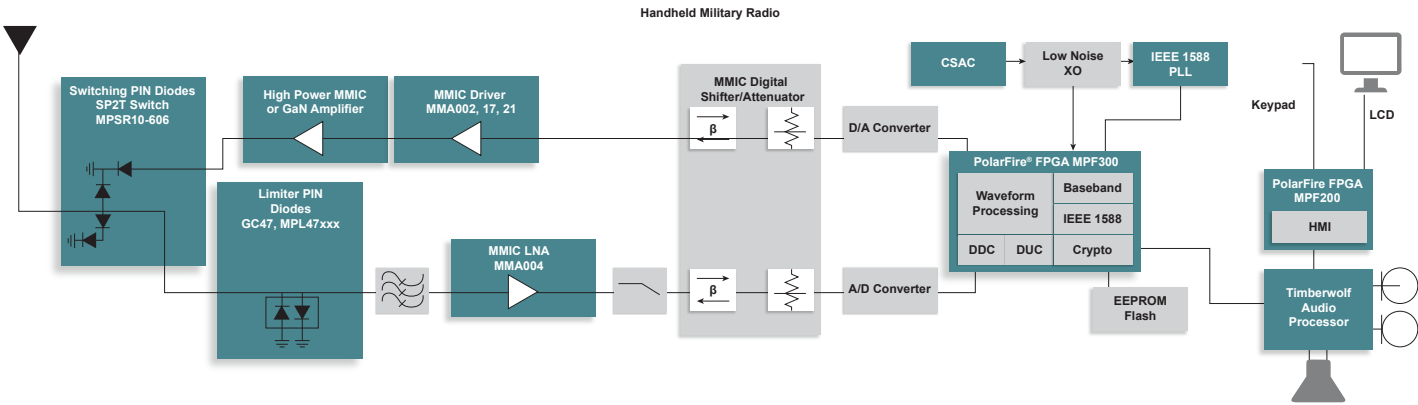 Handheld Military Radio
Switching PIN Diodes
SP2T Switch
MPSR10-606
High Power MMIC
or GaN Amplifier
MMIC Driver
MMA002, 17, 21
MMIC Digital
Shifter/Attenuator
β
D/A Converter
CSAC
Low Noise
XO
IEEE 1588
PLL
Keypad
LCD
PolarFire® FPGA MPF300
Waveform
Processing
Baseband
IEEE 1588
DDC
DUC
Crypto
PolarFire FPGA
MPF200
HMI
Limiter PIN
Diodes
GC47, MPL47xxx
MMIC LNA
MMA004
β
A/D Converter
EEPROM
Flash
Timberwolf
Audio
Processor